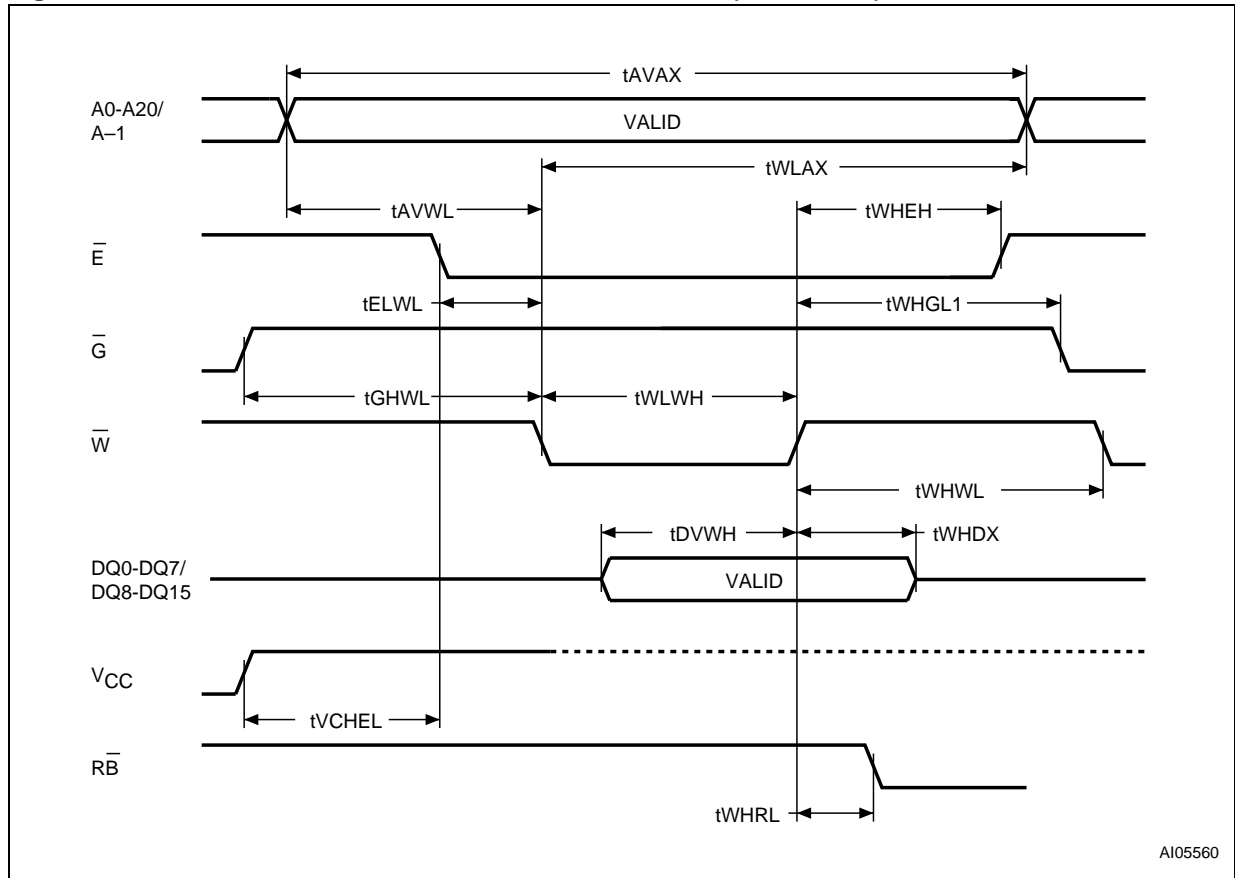 tAVAX
A0-A20/
A–1
VALID
tWLAX
tAVWL
tWHEH
E̅
tELWL
tWHGL1
G̅
tGHWL
tWLWH
W̅
tWHWL
tDVWH
tWHDX
DQ0-DQ7/
DQ8-DQ15
VALID
VCC
tVCHEL
RB̅
tWHRL
AI05560